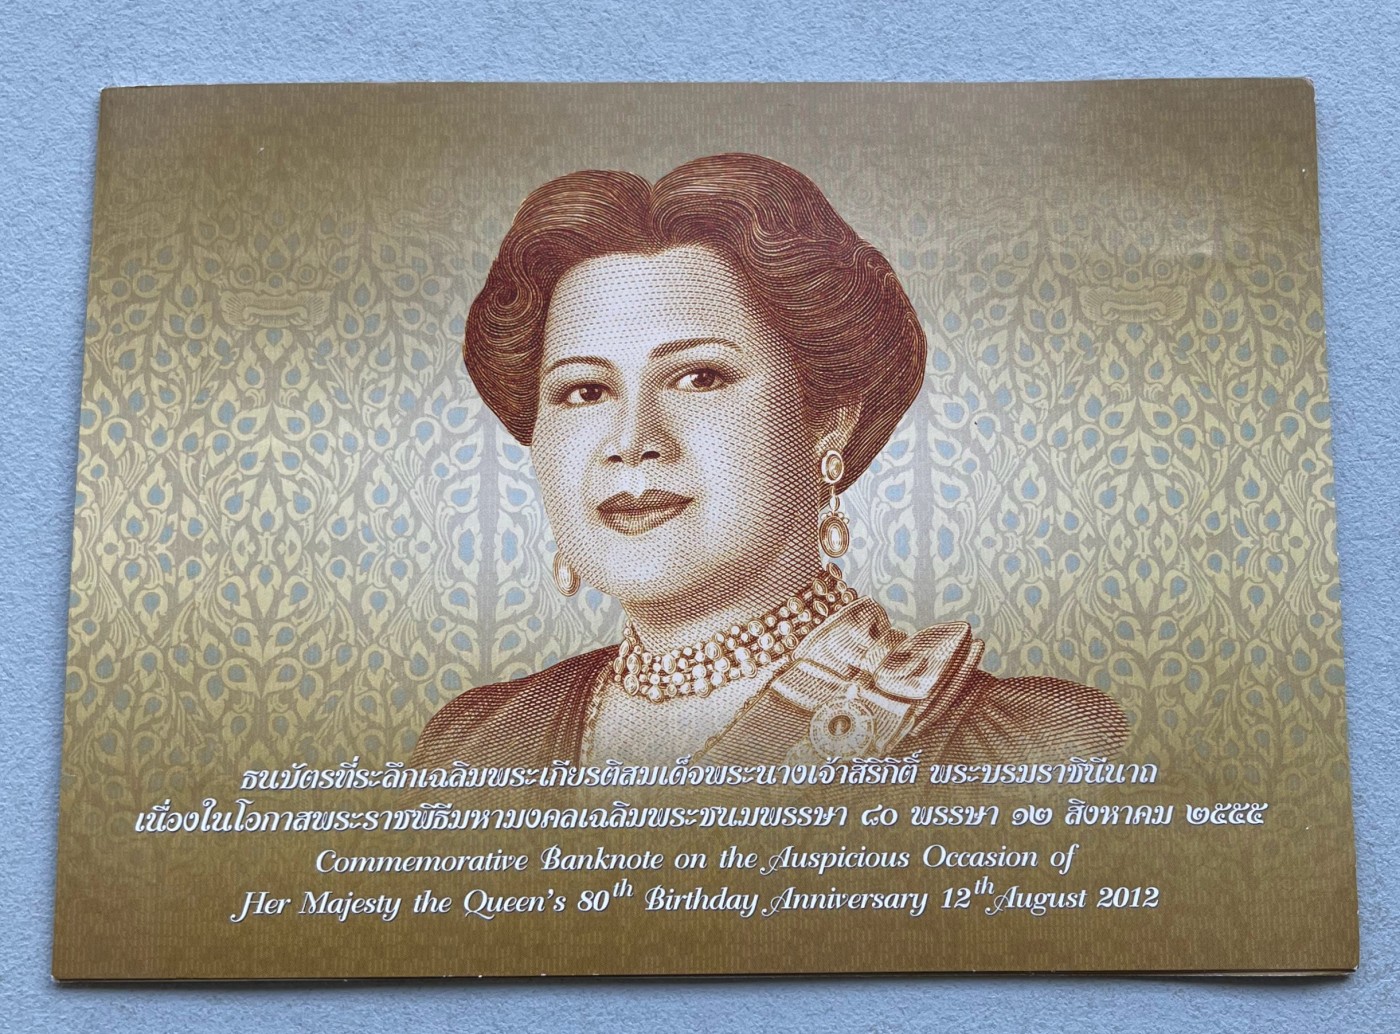 ธนบัตรที่ระลึกเฉลิมพระเกียรติสมเด็จพระนางเจ้าสิริกิติ์ พระบรมราชินีนาถ
เนื่องในโอกาสพระราชพิธีมหามงคลเฉลิมพระชนมพรรษา ๘๐ พรรษา ๑๒ สิงหาคม ๒๕๕๕
Commemorative Banknote on the Auspicious Occasion of
Her Majesty the Queen's 80th Birthday Anniversary 12th August 2012